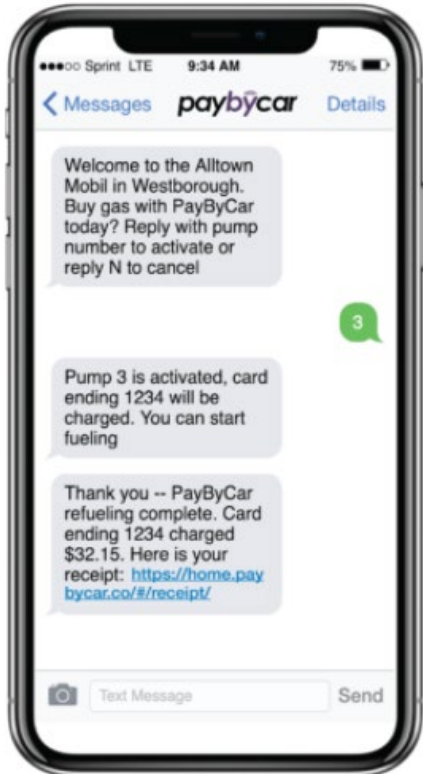 ●●●○○ Sprint LTE 9:34 AM 75%
Messages paybycar Details
Welcome to the Alltown
Mobil in Westborough.
Buy gas with PayByCar
today? Reply with pump
number to activate or
reply N to cancel
3
Pump 3 is activated, card
ending 1234 will be
charged. You can start
fueling
Thank you -- PayByCar
refueling complete. Card
ending 1234 charged
$32.15. Here is your
receipt: https://home.pay
bycar.co/#/receipt/
Text Message Send